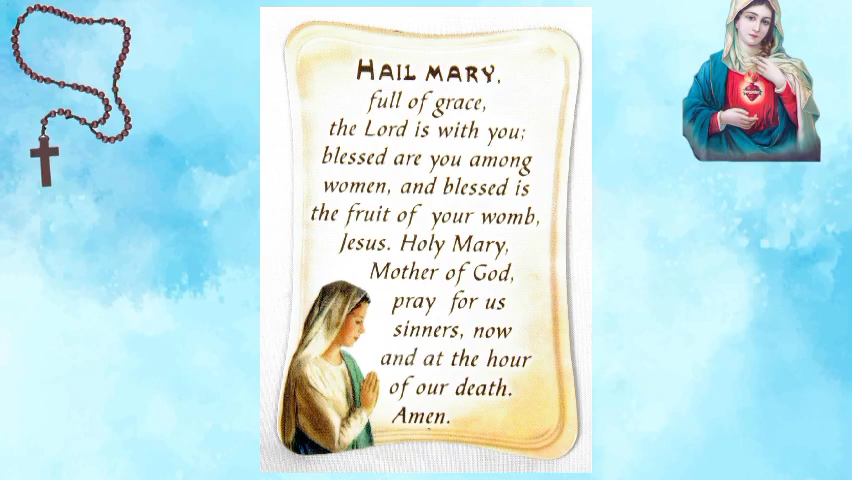 HAIL MARY,
full of grace,
the Lord is with you;
blessed are you among
women, and blessed is
the fruit of your womb,
Jesus. Holy Mary,
Mother of God,
pray for us
sinners, now
and at the hour
of our death.
Amen.